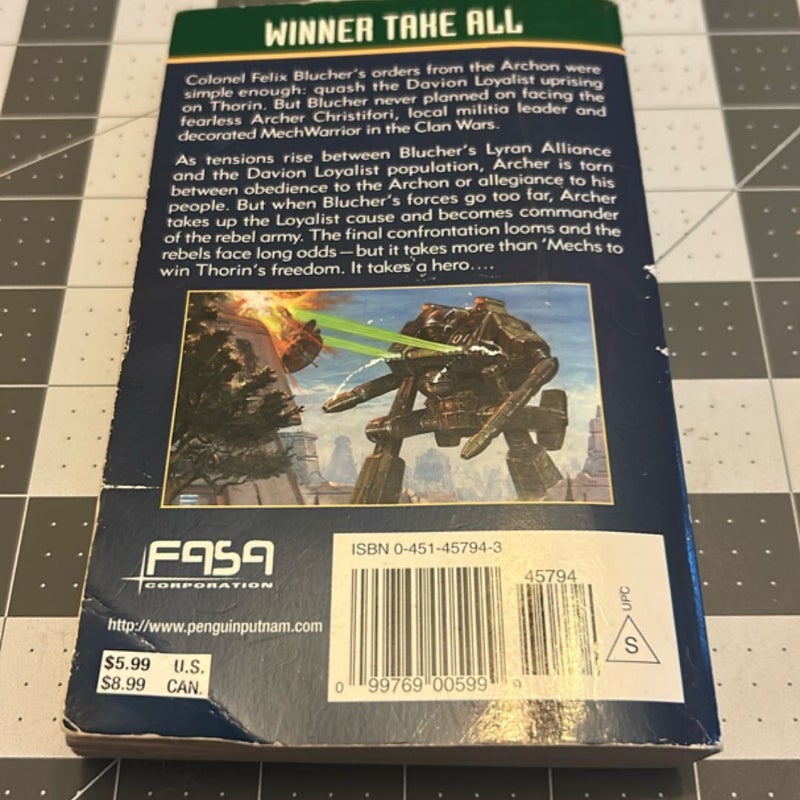 WINNER TAKE ALL
Colonel Felix Blucher's orders from the Archon were
simple enough: quash the Davion Loyalist uprising
on Thorin. But Blucher never planned on facing the
fearless Archer Christifori, local militia leader and
decorated MechWarrior in the Clan Wars.
As tensions rise between Blucher's Lyran Alliance
and the Davion Loyalist population, Archer is torn
between obedience to the Archon or allegiance to his
people. But when Blucher's forces go too far, Archer
takes up the Loyalist cause and becomes commander
of the rebel army. The final confrontation looms and the
rebels face long odds—but it takes more than 'Mechs to
win Thorin's freedom. It takes a hero....
01
FASA
CORPORATION
http://www.penguinputnam.com
$5.99 U.S.
$8.99 CAN.
ISBN 0-451-45794-3
45794
0 99769 00599 9
S
UPC